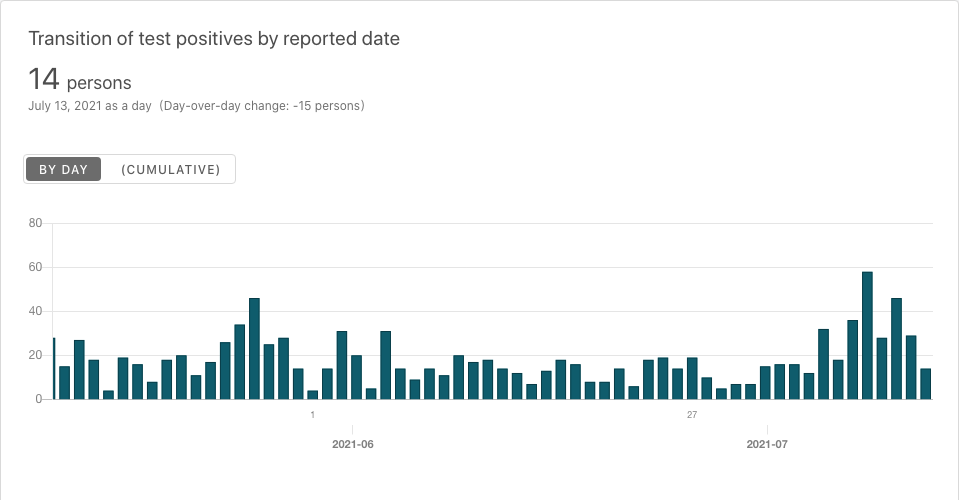 Transition of test positives by reported date
14 persons
July 13, 2021 as a day (Day-over-day change: -15 persons)
BY DAY (CUMULATIVE)
80
60
40
20
0
1 27
2021-06 2021-07